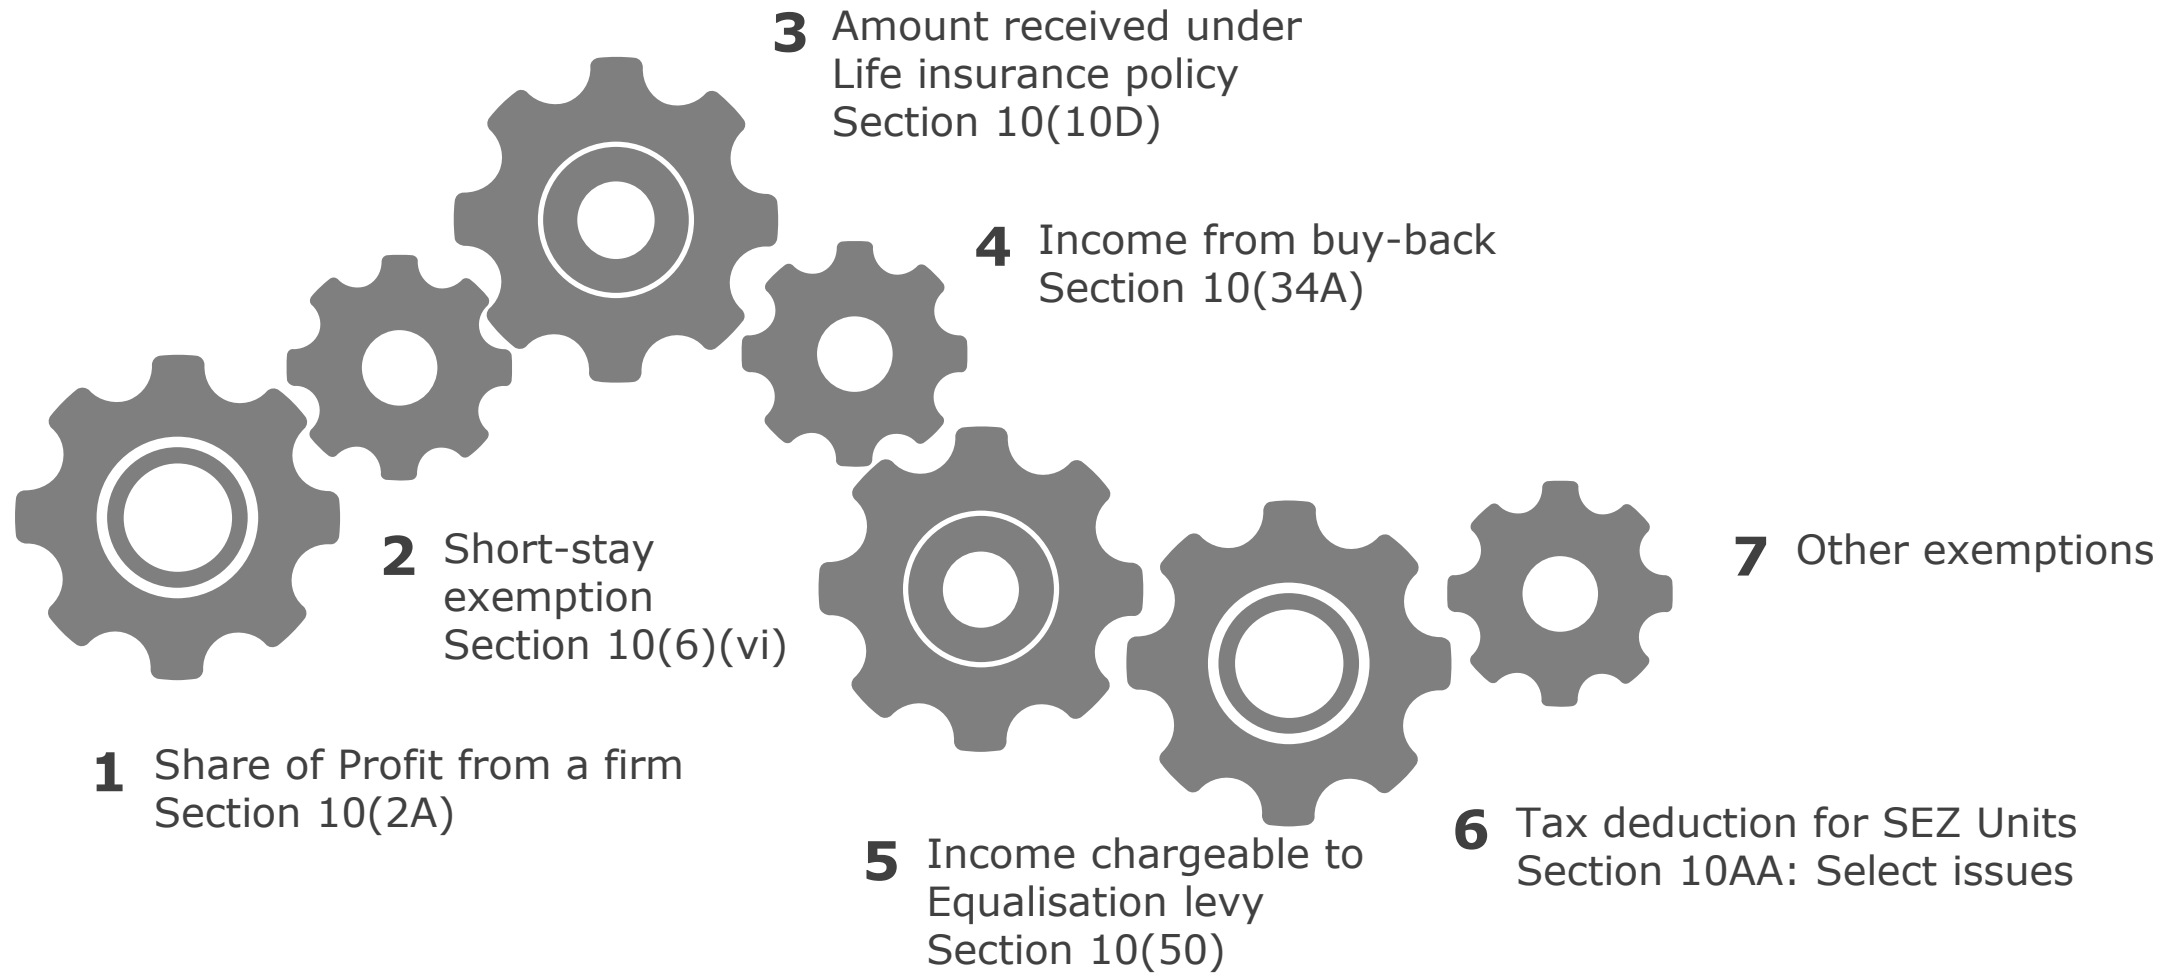 1 Share of Profit from a firm
Section 10(2A)
2 Short-stay
exemption
Section 10(6)(vi)
3 Amount received under
Life insurance policy
Section 10(10D)
4 Income from buy-back
Section 10(34A)
5 Income chargeable to
Equalisation levy
Section 10(50)
6 Tax deduction for SEZ Units
Section 10AA: Select issues
7 Other exemptions